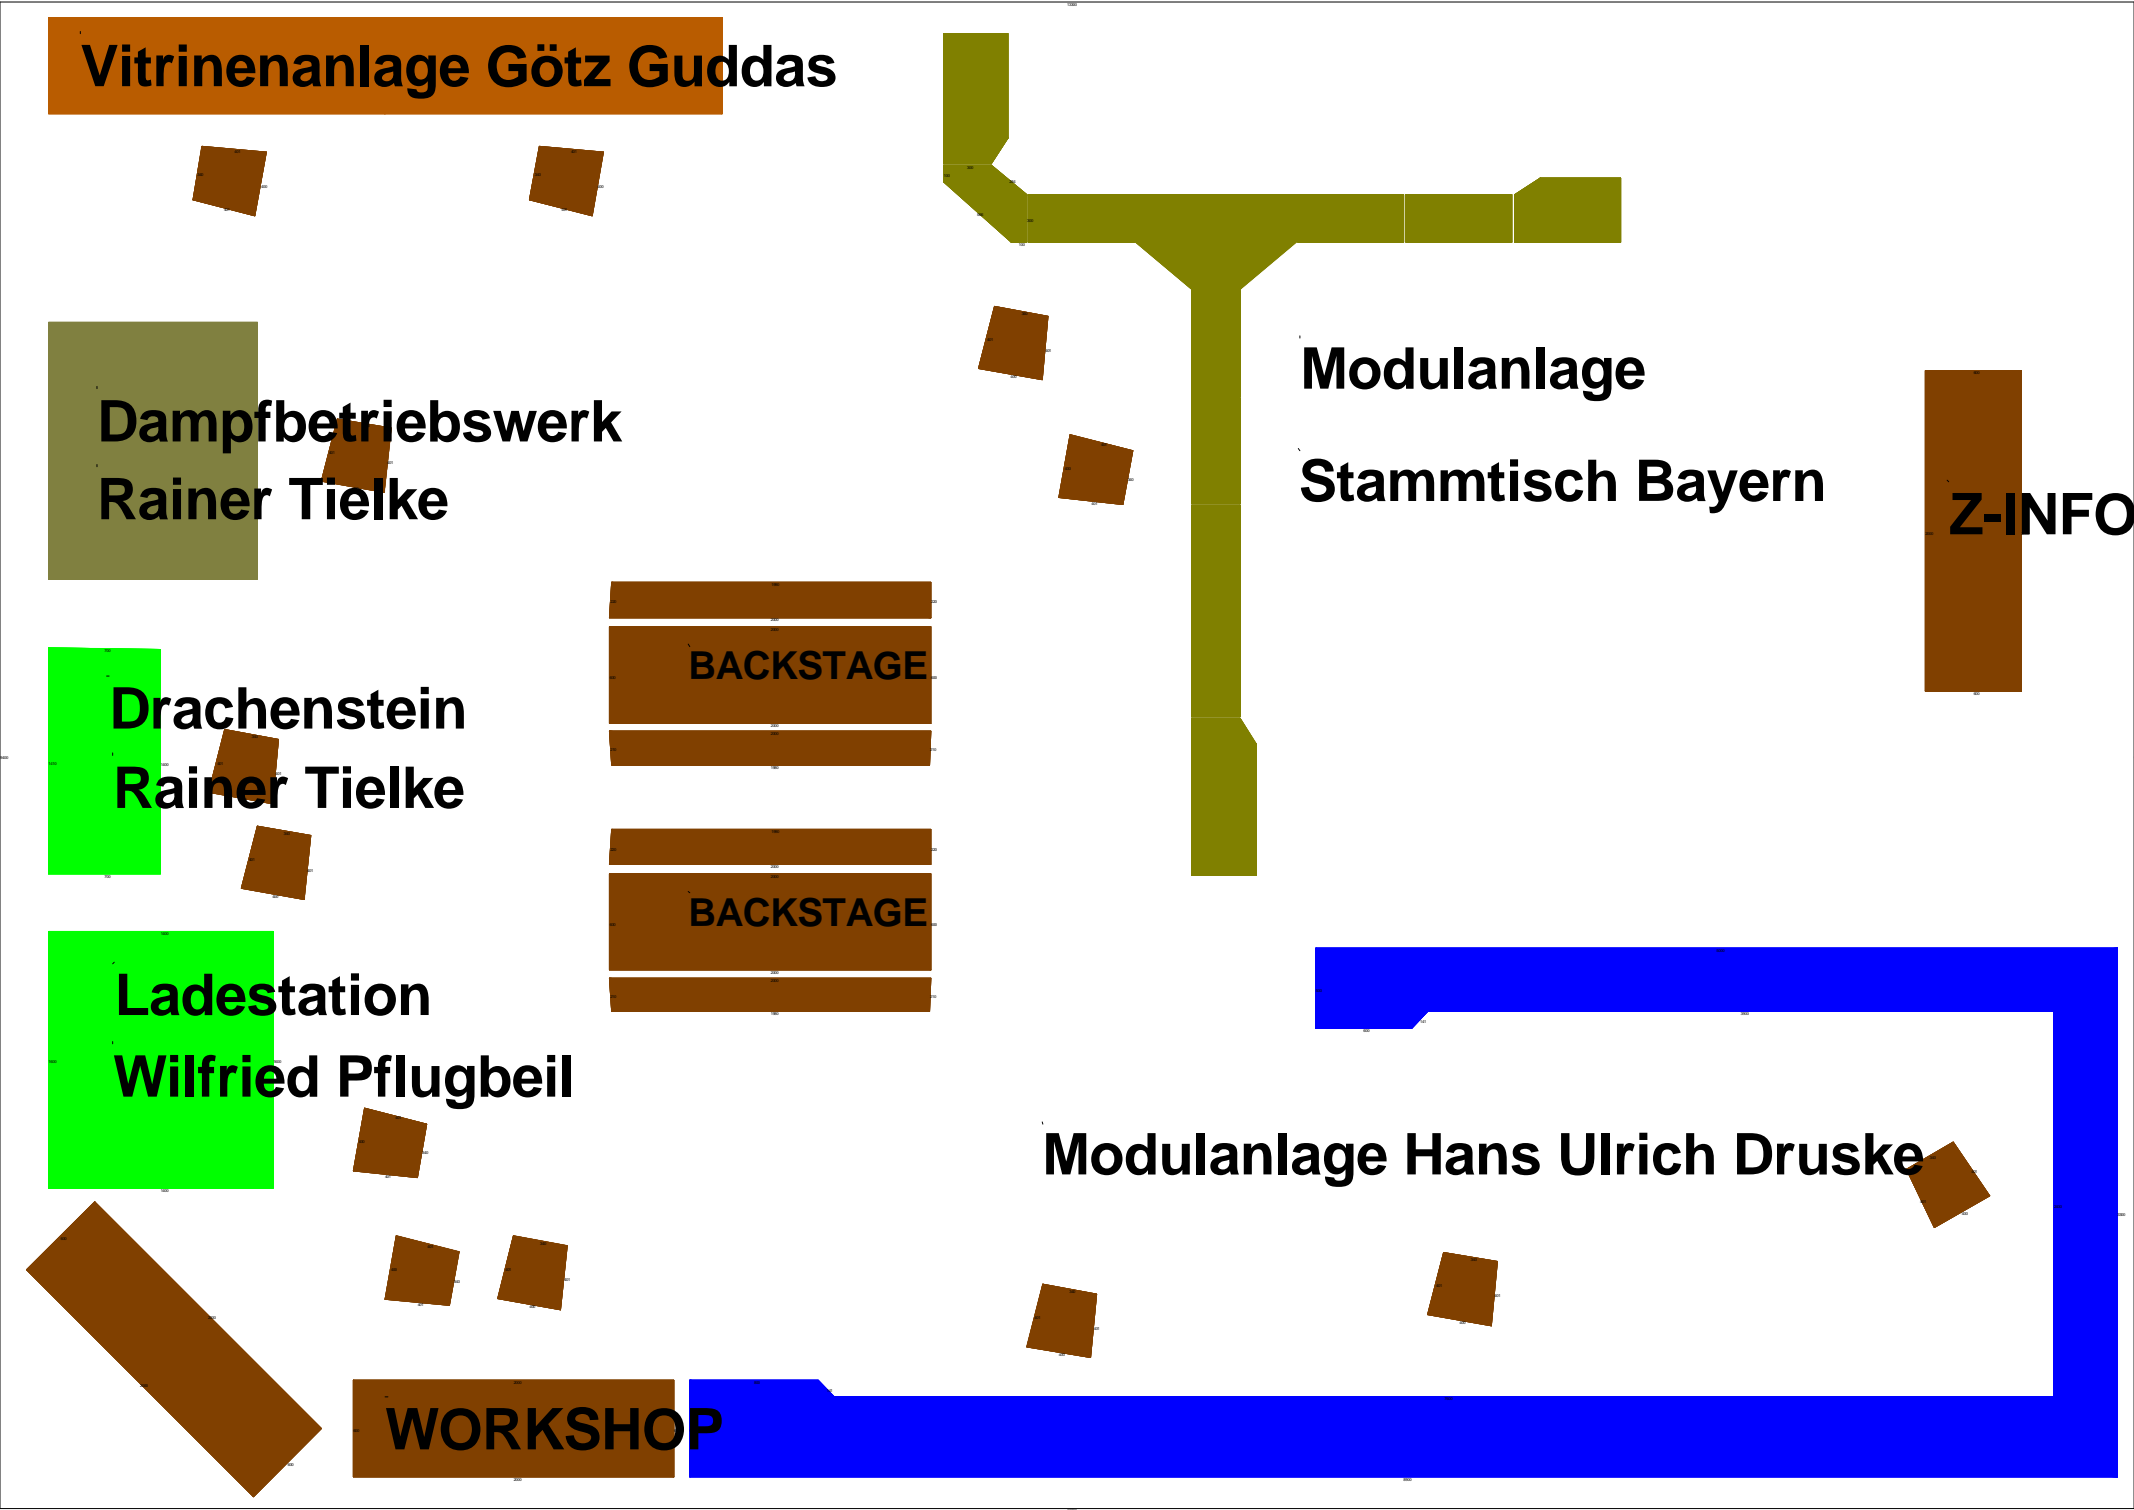 Vitrinenanlage Götz Guddas
Modulanlage
Stammtisch Bayern
Z-INFO
Dampfbetriebswerk
Rainer Tielke
BACKSTAGE
Drachenstein
Rainer Tielke
BACKSTAGE
Ladestation
Wilfried Pflugbeil
Modulanlage Hans Ulrich Druske
WORKSHOP